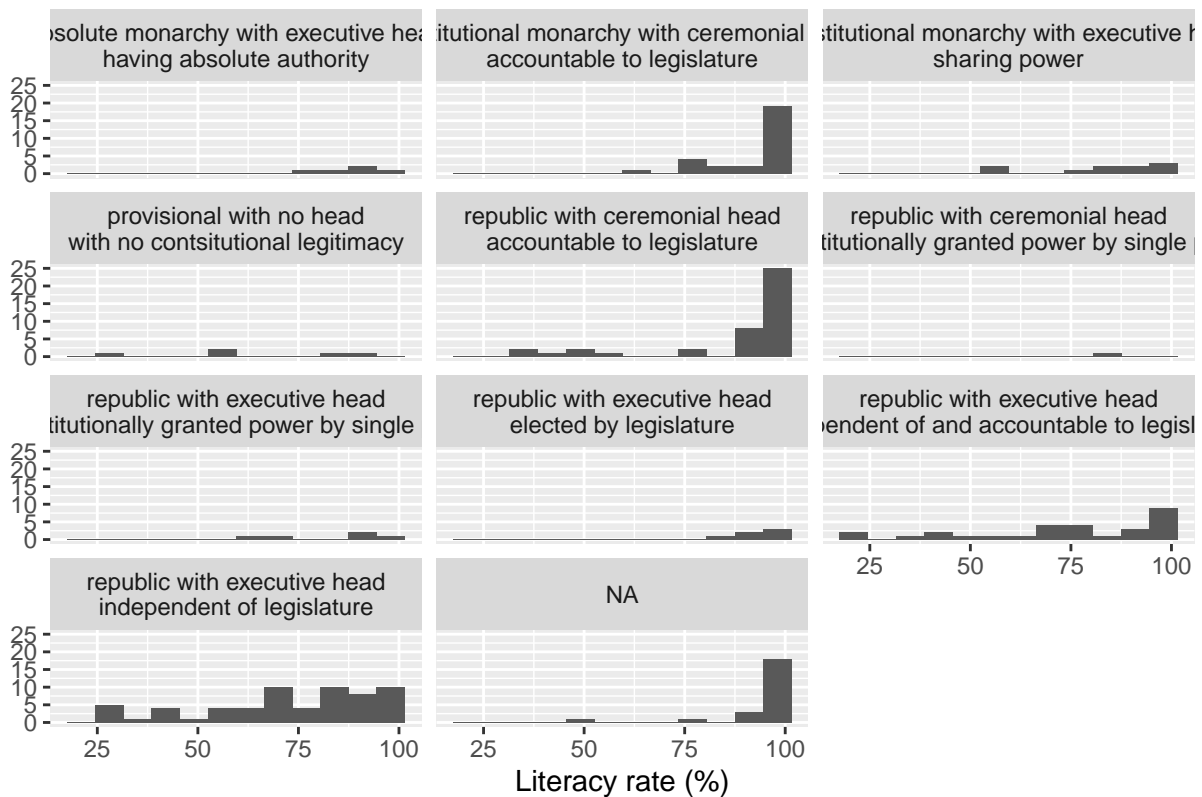 osolute monarchy with executive hea
having absolute authority
titutional monarchy with ceremonial
accountable to legislature
stitutional monarchy with executive h
sharing power
25
20
15
10
5
0
provisional with no head
with no contsitutional legitimacy
republic with ceremonial head
accountable to legislature
republic with ceremonial head
titutionally granted power by single p
25
20
15
10
5
0
republic with executive head
titutionally granted power by single
republic with executive head
elected by legislature
republic with executive head
pendent of and accountable to legisl
25
20
15
10
5
0
25 50 75 100
republic with executive head
independent of legislature
NA
25
20
15
10
5
0
25 50 75 100
25 50 75 100
Literacy rate (%)